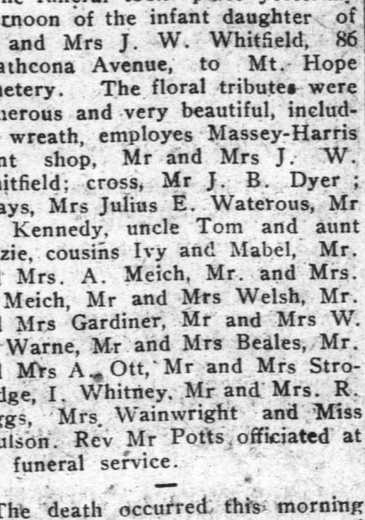 rnoon of the infant daughter of
and Mrs J. W. Whitfield, 86
athcona Avenue, to Mt. Hope
netery. The floral tributes were
nerous and very beautiful, includ-
wreath, employes Massey-Harris
nt shop, Mr and Mrs J. W.
nitfield; cross, Mr J. B. Dyer ;
ays, Mrs Julius E. Waterous, Mr
Kennedy, uncle Tom and aunt
zzie, cousins Ivy and Mabel, Mr.
Mrs. A. Meich, Mr. and Mrs.
Meich, Mr and Mrs Welsh, Mr.
Mrs Gardiner, Mr and Mrs W.
Warne, Mr and Mrs Beales, Mr.
Mrs A. Ott, Mr and Mrs Stro-
dge, I. Whitney, Mr and Mrs. R.
ggs, Mrs Wainwright and Miss
ulson. Rev Mr Potts officiated at
funeral service.
The death occurred this morning